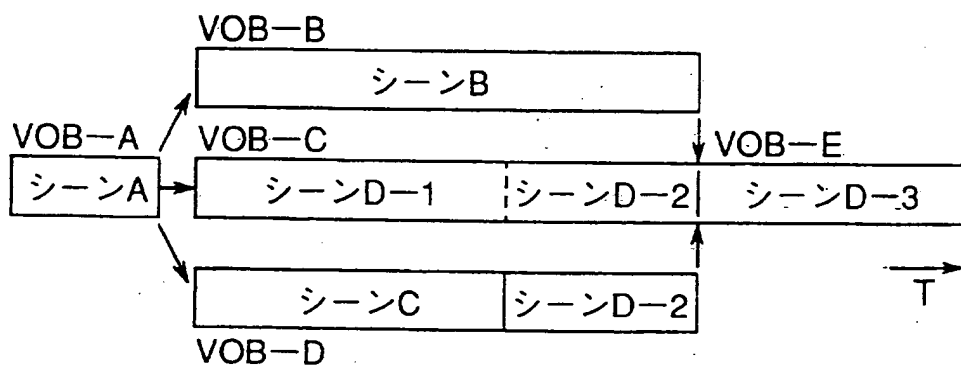 VOB—B
シーンB
VOB—A
シーンA
VOB—C
シーンD—1
シーンD—2
VOB—E
シーンD—3
シーンC
シーンD—2
VOB—D
T